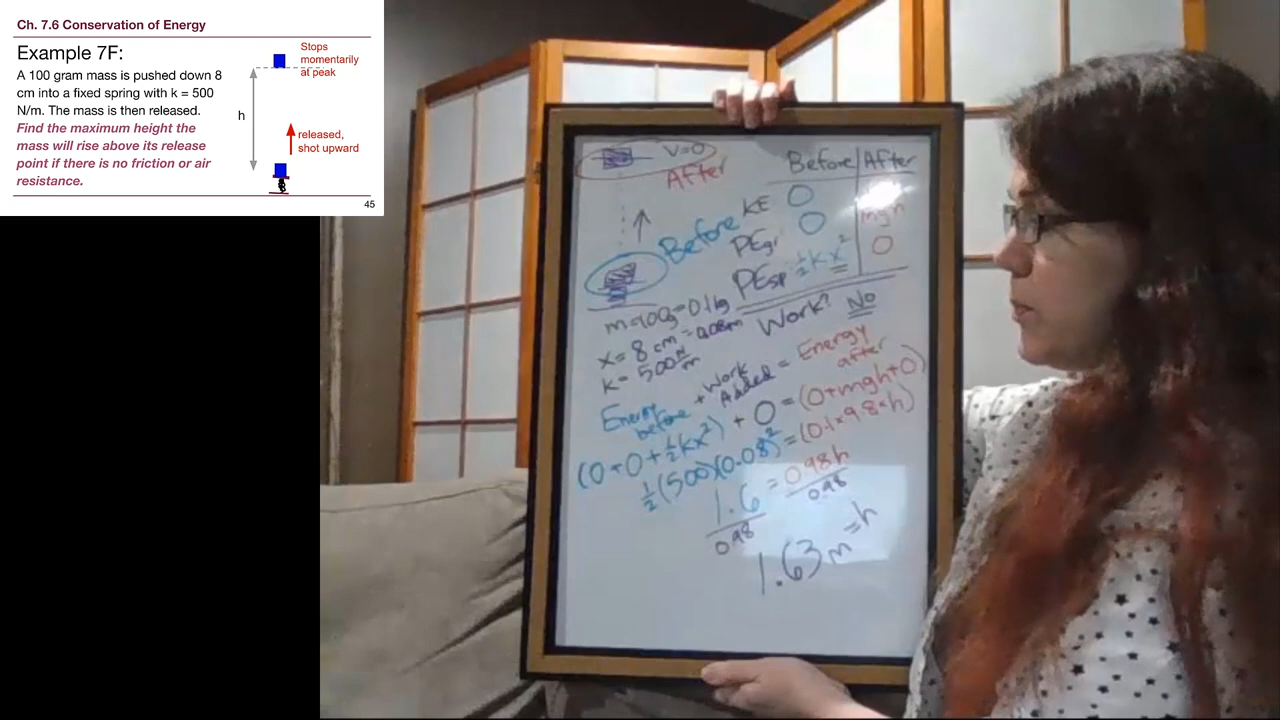 Ch. 7.6 Conservation of Energy
Example 7F:
A 100 gram mass is pushed down 8
cm into a fixed spring with k = 500
N/m. The mass is then released.
Find the maximum height the
mass will rise above its release
point if there is no friction or air
resistance.
Stops
momentarily
at peak
h
released,
shot upward
45
V=0
After
Before
Before After
KE 0
PEgr 0 mgh
PEsp ½kx² 0
Work? No
m=100g=0.1kg
x= 8 cm = 0.08m
k= 500 N/m
Energy before + Work Added = Energy after
(0+0+½kx²) + 0 = (0+mgh+0)
½(500)(0.08)² = (0.1×9.8×h)
1.6 = 0.98h
0.98 0.98
1.63 m = h